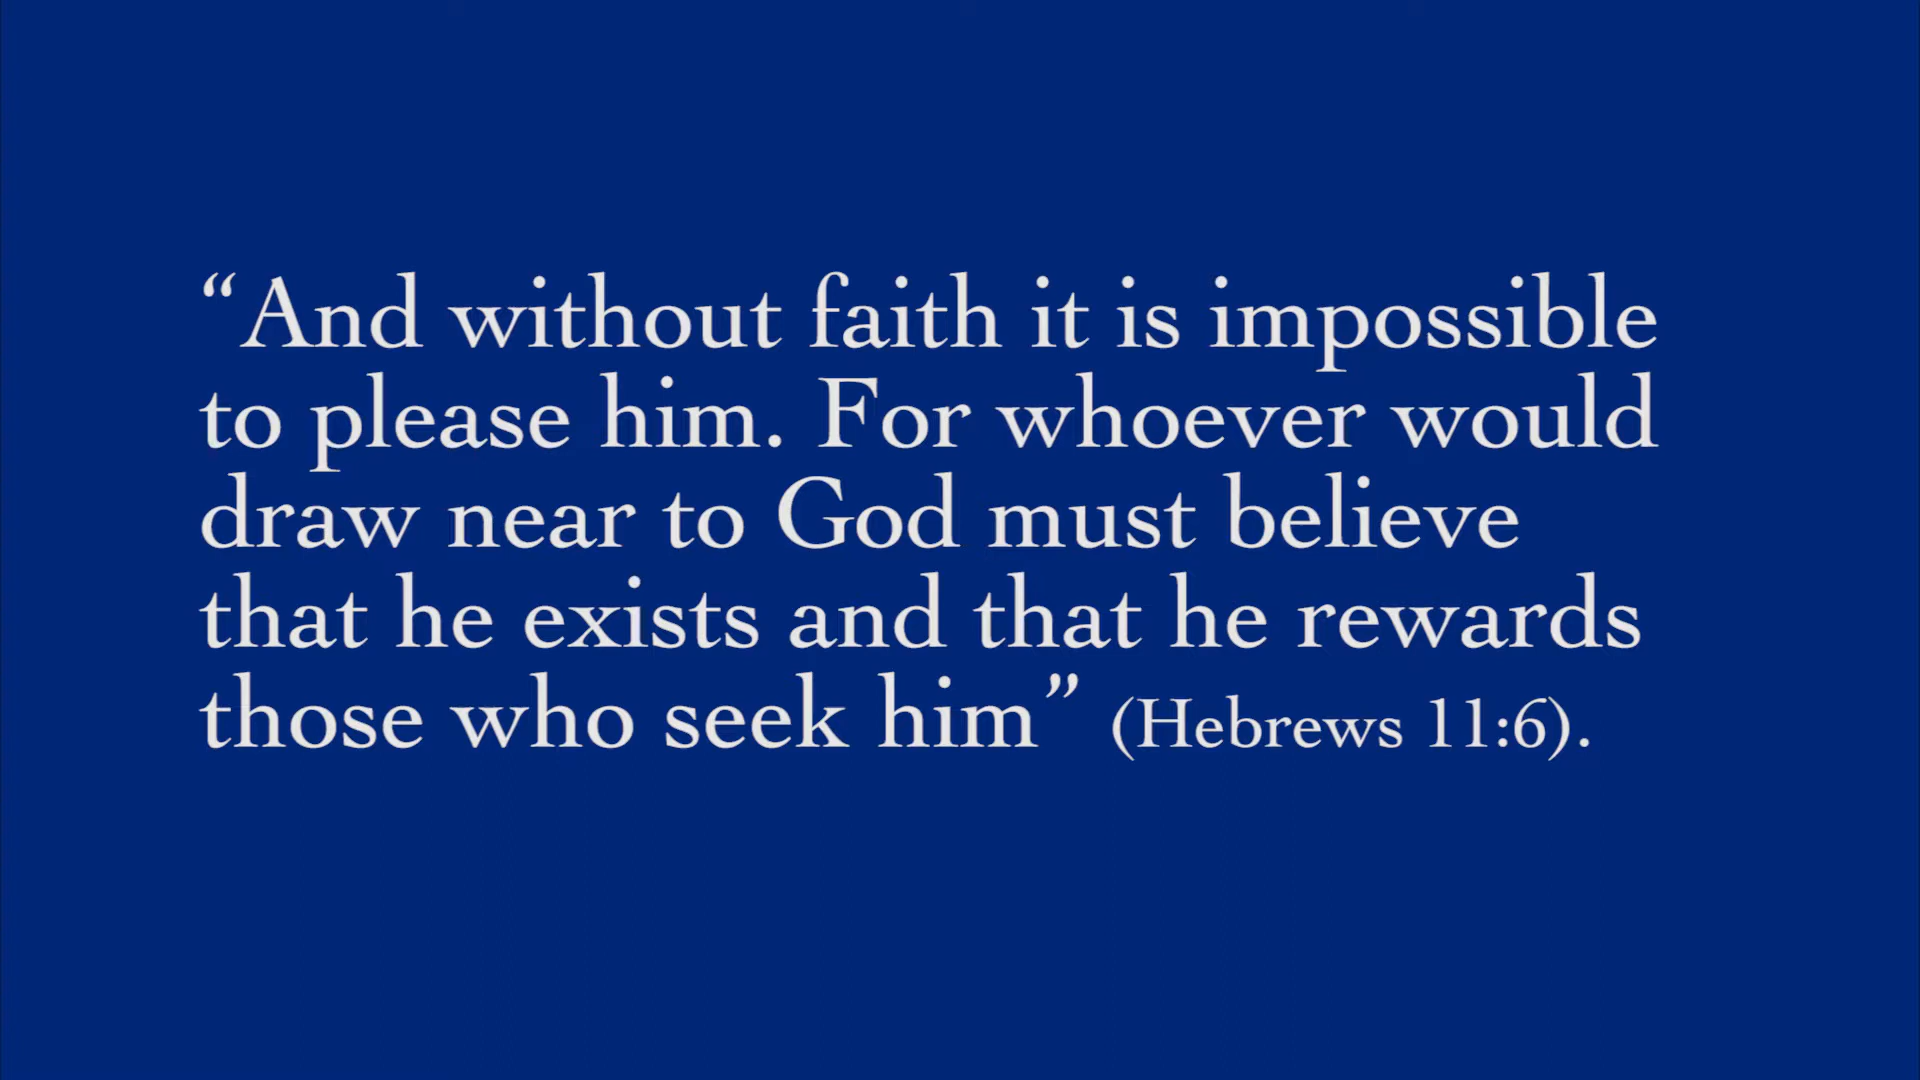 “And without faith it is impossible
to please him. For whoever would
draw near to God must believe
that he exists and that he rewards
those who seek him” (Hebrews 11:6).